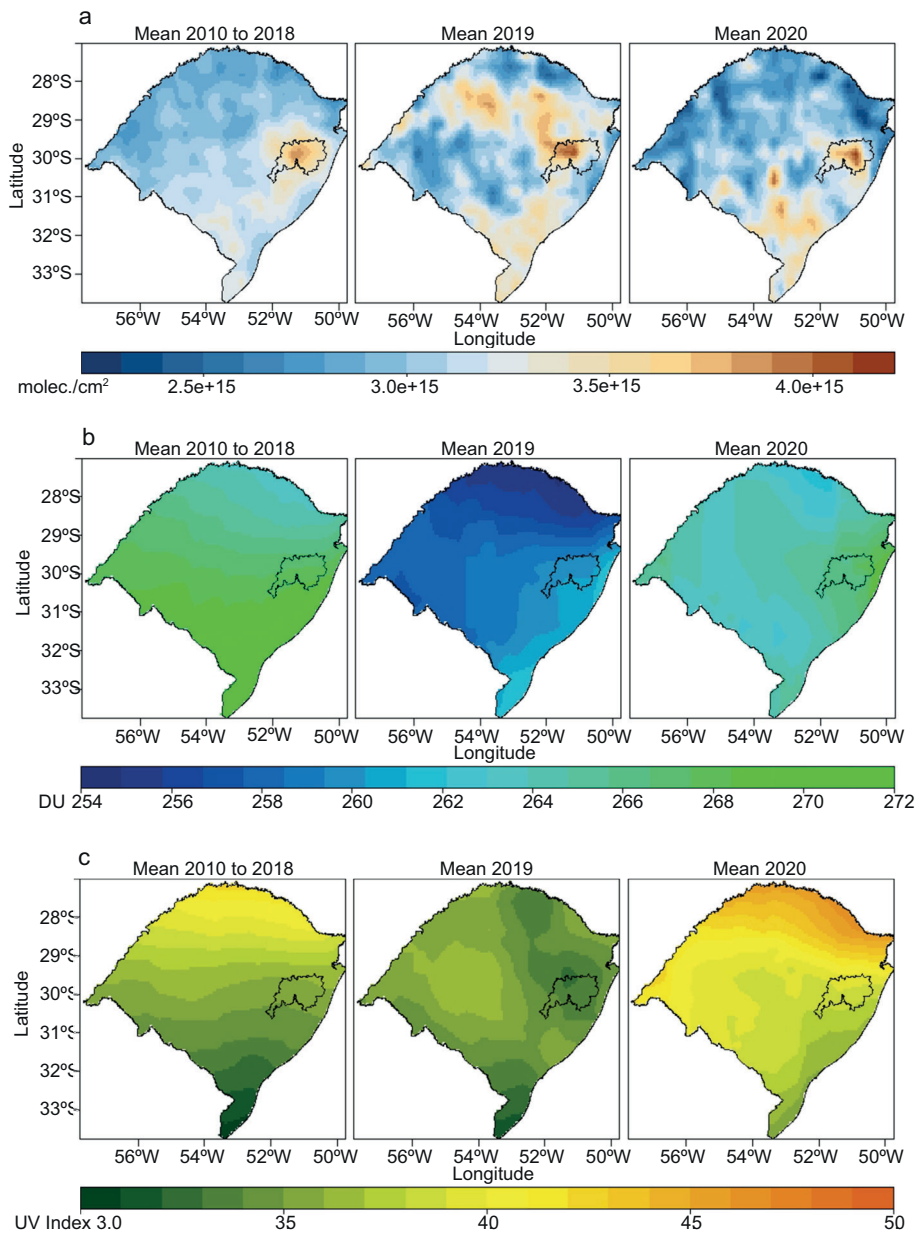 a
Mean 2010 to 2018 Mean 2019 Mean 2020
28ºS
29ºS
30ºS
31ºS
32ºS
33ºS
Latitude
56ºW 54ºW 52ºW 50ºW 56ºW 54ºW 52ºW 50ºW 56ºW 54ºW 52ºW 50ºW
Longitude
molec./cm² 2.5e+15 3.0e+15 3.5e+15 4.0e+15
b
Mean 2010 to 2018 Mean 2019 Mean 2020
28ºS
29ºS
30ºS
31ºS
32ºS
33ºS
Latitude
56ºW 54ºW 52ºW 50ºW 56ºW 54ºW 52ºW 50ºW 56ºW 54ºW 52ºW 50ºW
Longitude
DU 254 256 258 260 262 264 266 268 270 272
c
Mean 2010 to 2018 Mean 2019 Mean 2020
28ºS
29ºS
30ºS
31ºS
32ºS
33ºS
Latitude
56ºW 54ºW 52ºW 50ºW 56ºW 54ºW 52ºW 50ºW 56ºW 54ºW 52ºW 50ºW
Longitude
UV Index 3.0 35 40 45 50